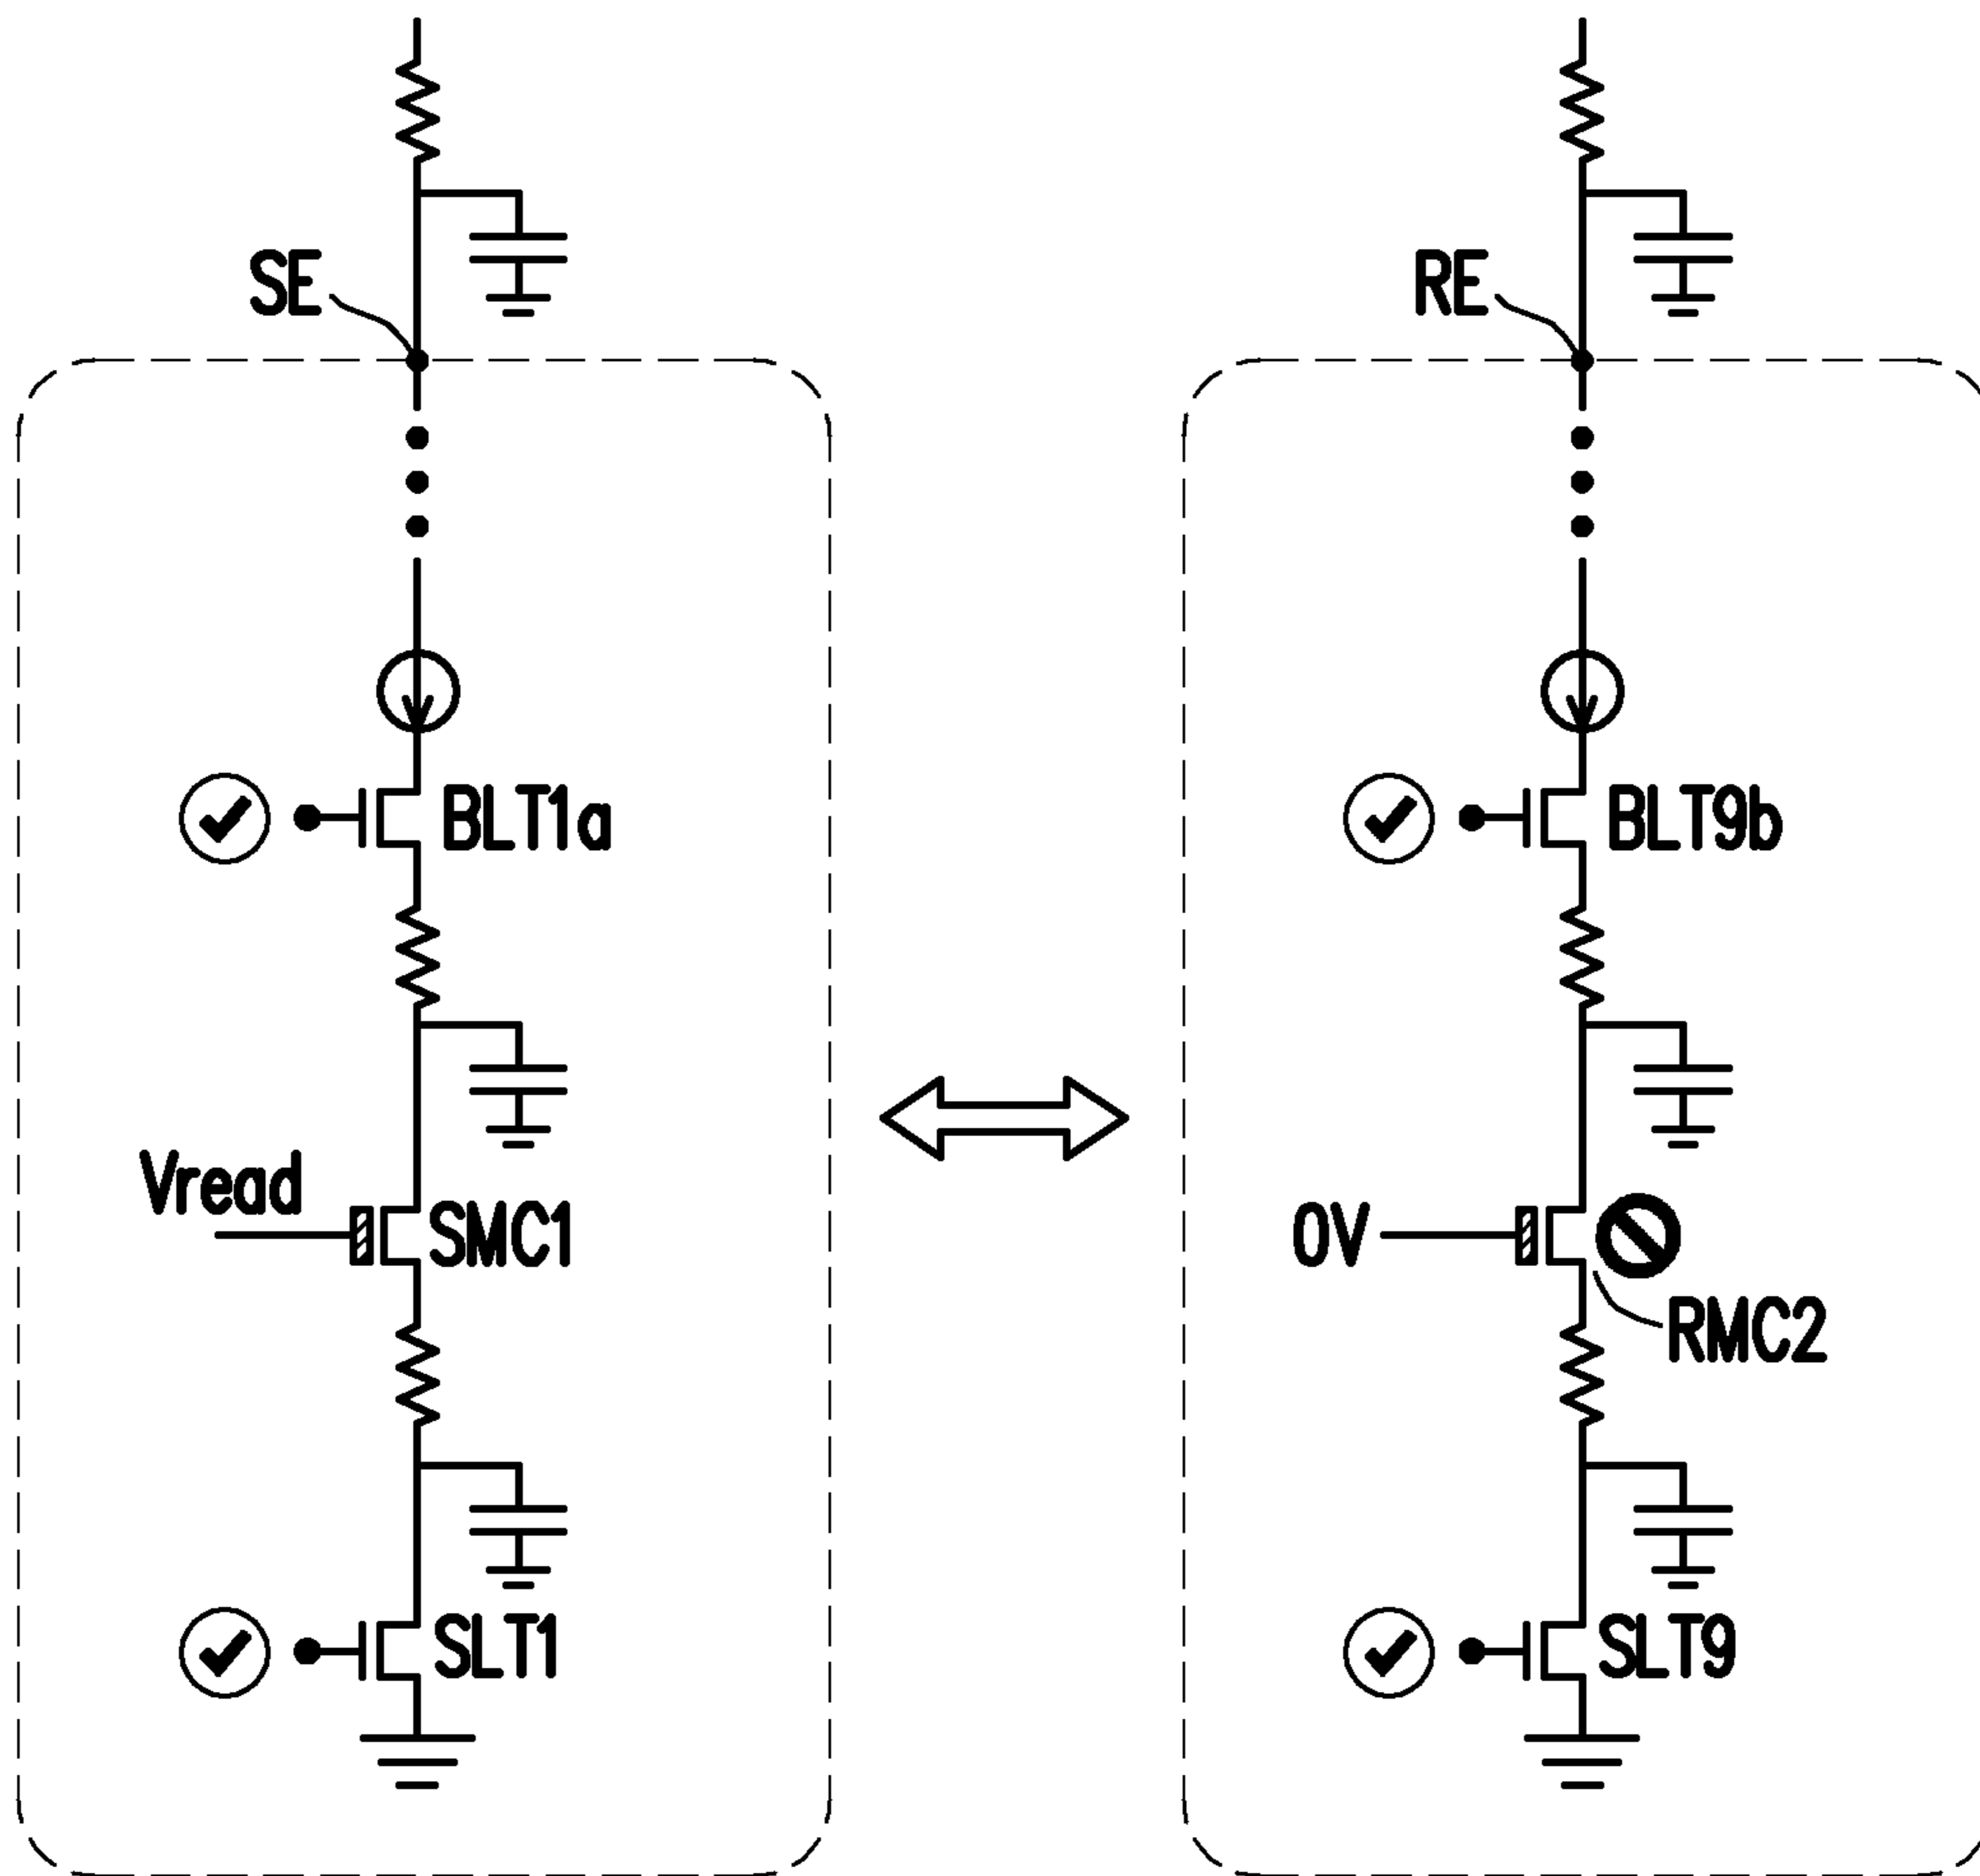 SE
RE
BLT1a
BLT9b
Vread
SMC1
0V
RMC2
SLT1
SLT9